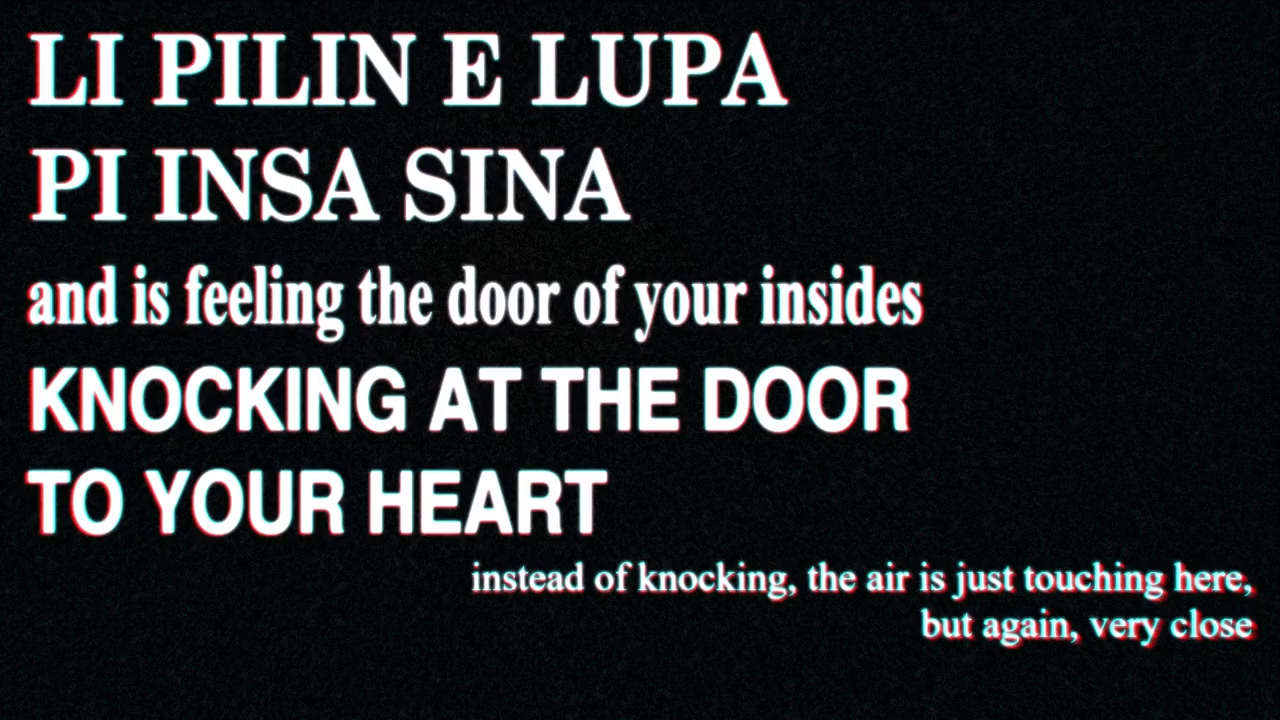 LI PILIN E LUPA
PI INSA SINA
and is feeling the door of your insides
KNOCKING AT THE DOOR
TO YOUR HEART
instead of knocking, the air is just touching here,
but again, very close